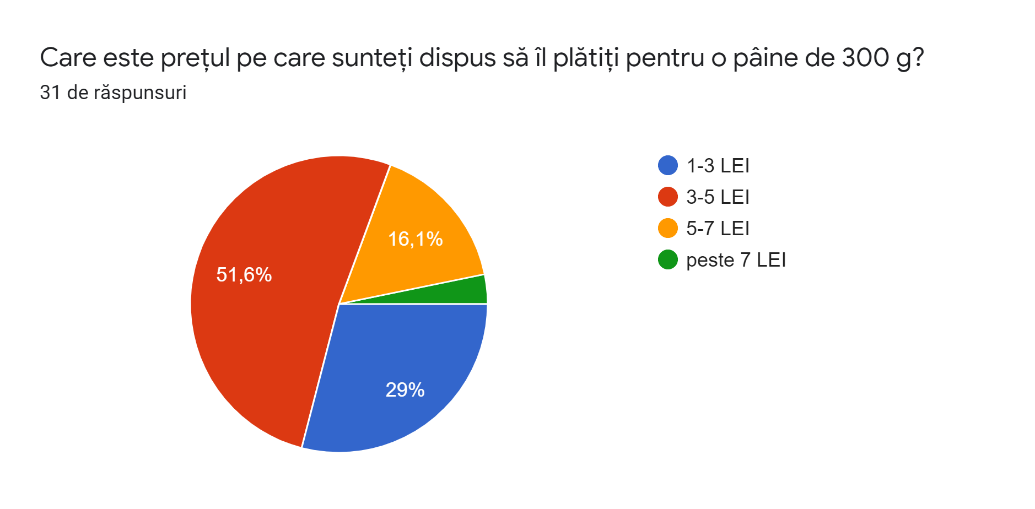 Care este prețul pe care sunteți dispus să îl plătiți pentru o pâine de 300 g?
31 de răspunsuri
1-3 LEI
3-5 LEI
5-7 LEI
peste 7 LEI
16,1%
51,6%
29%